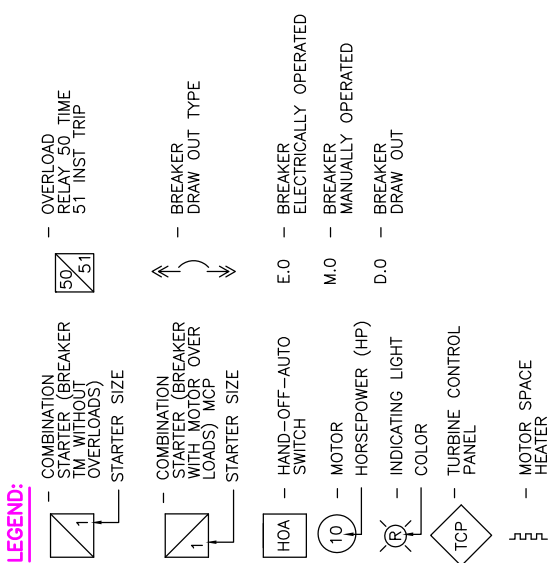 LEGEND:
1
- COMBINATION
STARTER (BREAKER
TM WITHOUT
OVERLOADS)
STARTER SIZE
1
- COMBINATION
STARTER (BREAKER
WITH MOTOR OVER
LOADS) MCP
STARTER SIZE
HOA
- HAND-OFF-AUTO
SWITCH
10
- MOTOR
HORSEPOWER (HP)
R
- INDICATING LIGHT
COLOR
TCP
- TURBINE CONTROL
PANEL
- MOTOR SPACE
HEATER
50/51
- OVERLOAD
RELAY 50 TIME
51 INST TRIP
- BREAKER
DRAW OUT TYPE
E.O - BREAKER
ELECTRICALLY OPERATED
M.O - BREAKER
MANUALLY OPERATED
D.O - BREAKER
DRAW OUT